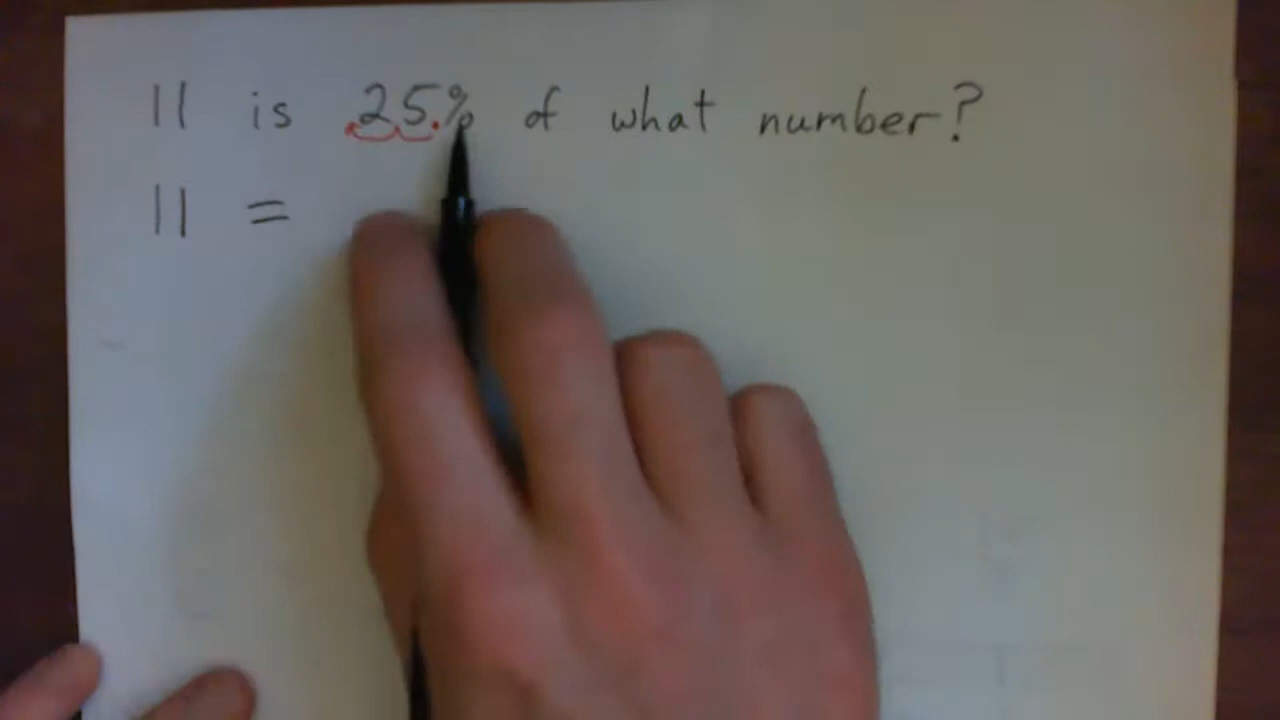 11 is .25.% of what number?
11 =